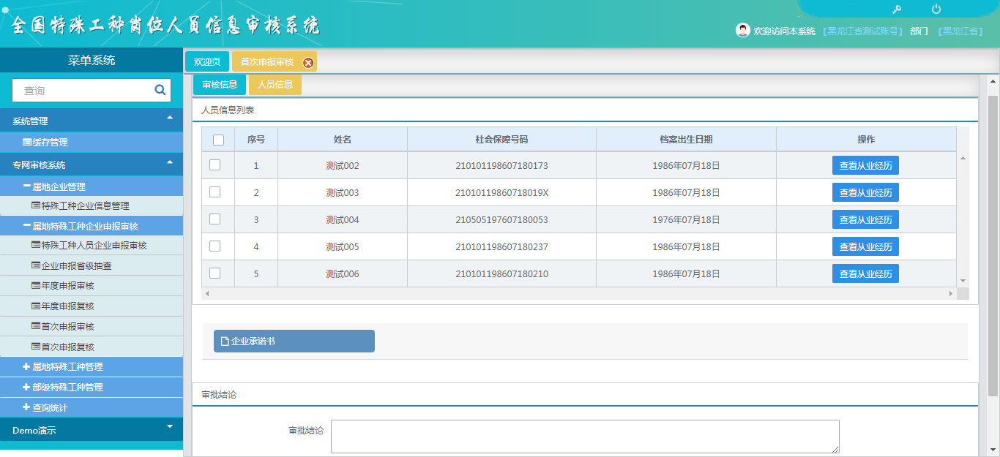 全国特殊工种岗位人员信息审核系统
欢迎访问本系统 【黑龙江省测试账号】 部门 【黑龙江省】
菜单系统
查询
系统管理
缓存管理
专网审核系统
属地企业管理
特殊工种企业信息管理
属地特殊工种企业申报审核
特殊工种人员企业申报审核
企业申报省级抽查
年度申报审核
年度申报复核
首次申报审核
首次申报复核
属地特殊工种管理
部级特殊工种管理
查询统计
Demo演示
欢迎页 首次申报审核
审核信息 人员信息
人员信息列表
序号 姓名 社会保障号码 档案出生日期 操作
1 测试002 210101198607180173 1986年07月18日 查看从业经历
2 测试003 21010119860718019X 1986年07月18日 查看从业经历
3 测试004 210505197607180053 1976年07月18日 查看从业经历
4 测试005 210101198607180237 1986年07月18日 查看从业经历
5 测试006 210101198607180210 1986年07月18日 查看从业经历
企业承诺书
审批结论
审批结论